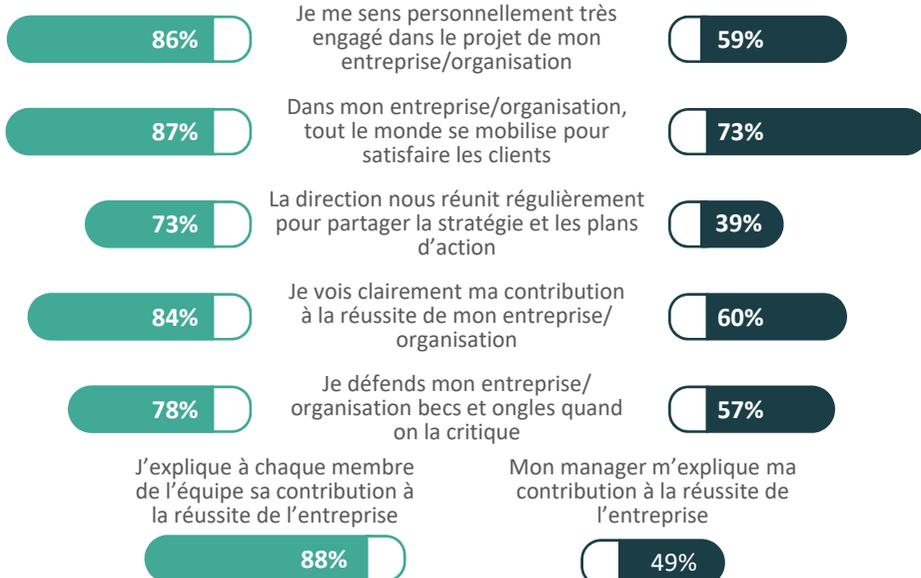 Je me sens personnellement très
86% engagé dans le projet de mon 59%
entreprise/organisation
Dans mon entreprise/organisation,
87% tout le monde se mobilise pour 73%
satisfaire les clients
La direction nous réunit régulièrement
73% pour partager la stratégie et les plans 39%
d’action
Je vois clairement ma contribution
84% à la réussite de mon entreprise/ 60%
organisation
Je défends mon entreprise/
78% organisation becs et ongles quand 57%
on la critique
J’explique à chaque membre
de l’équipe sa contribution à
la réussite de l’entreprise
88%
Mon manager m’explique ma
contribution à la réussite de
l’entreprise
49%